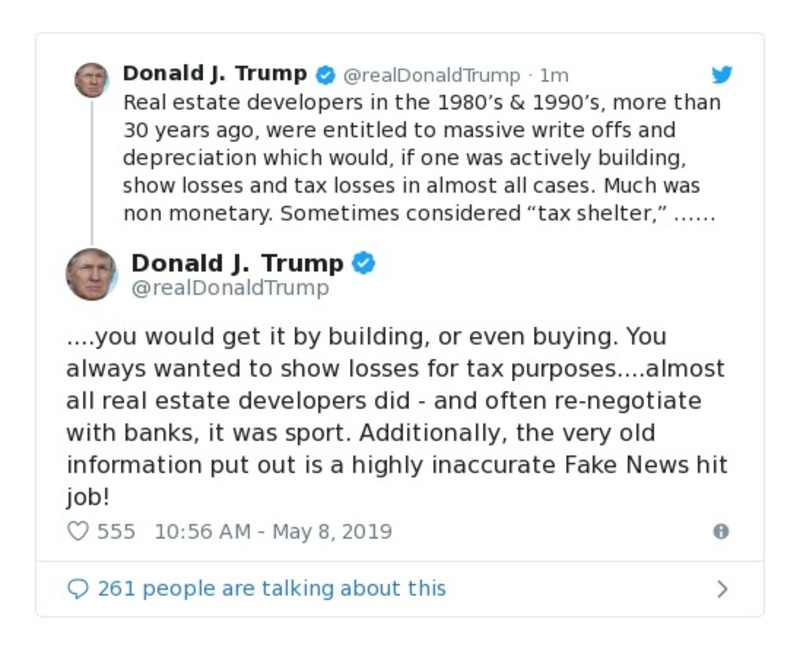 Donald J. Trump @realDonaldTrump · 1m
Real estate developers in the 1980’s & 1990’s, more than
30 years ago, were entitled to massive write offs and
depreciation which would, if one was actively building,
show losses and tax losses in almost all cases. Much was
non monetary. Sometimes considered “tax shelter,” ......
Donald J. Trump
@realDonaldTrump
....you would get it by building, or even buying. You
always wanted to show losses for tax purposes....almost
all real estate developers did - and often re-negotiate
with banks, it was sport. Additionally, the very old
information put out is a highly inaccurate Fake News hit
job!
555 10:56 AM - May 8, 2019
261 people are talking about this